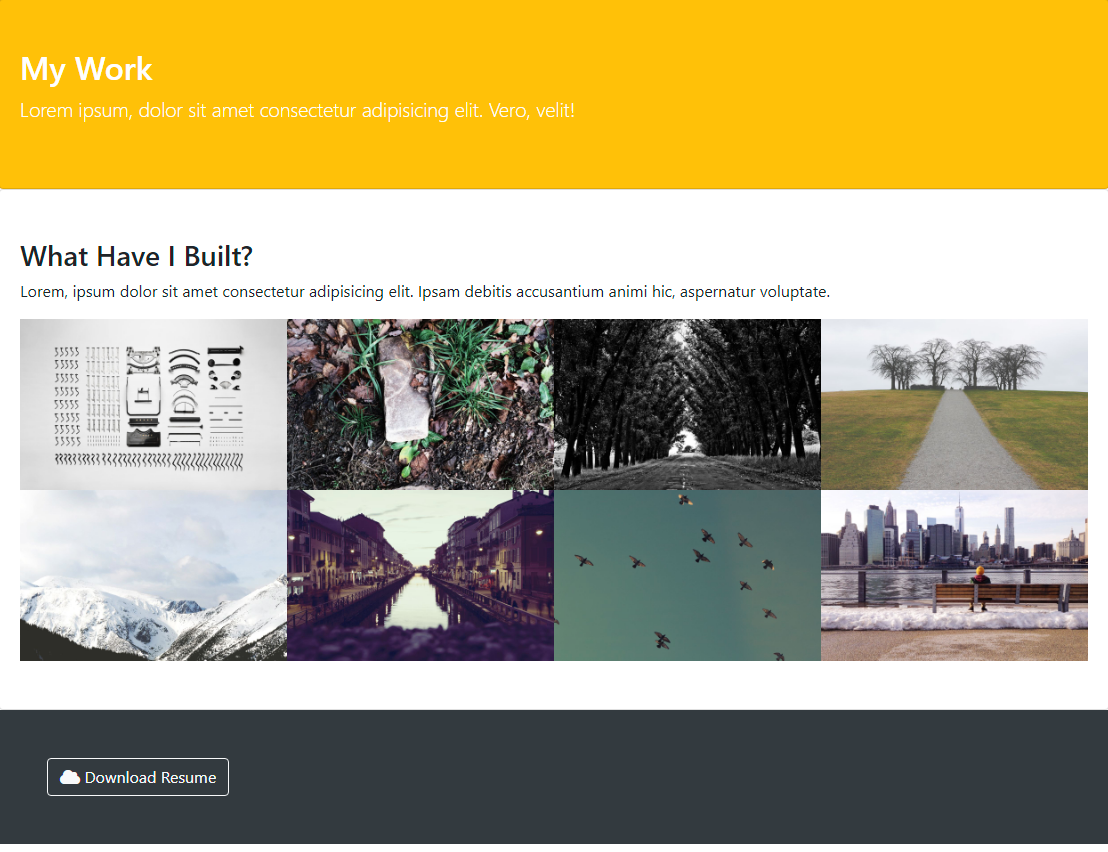 My Work
Lorem ipsum, dolor sit amet consectetur adipisicing elit. Vero, velit!
What Have I Built?
Lorem, ipsum dolor sit amet consectetur adipisicing elit. Ipsam debitis accusantium animi hic, aspernatur voluptate.
Download Resume